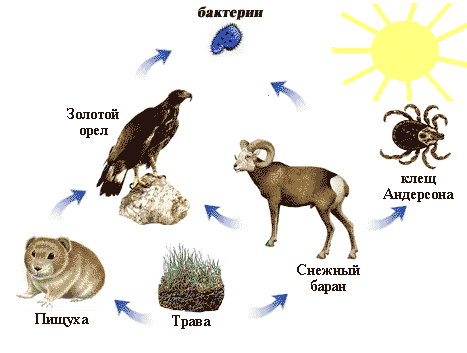 бактерии
Золотой
орел
клещ
Андерсона
Снежный
баран
Пищуха
Трава